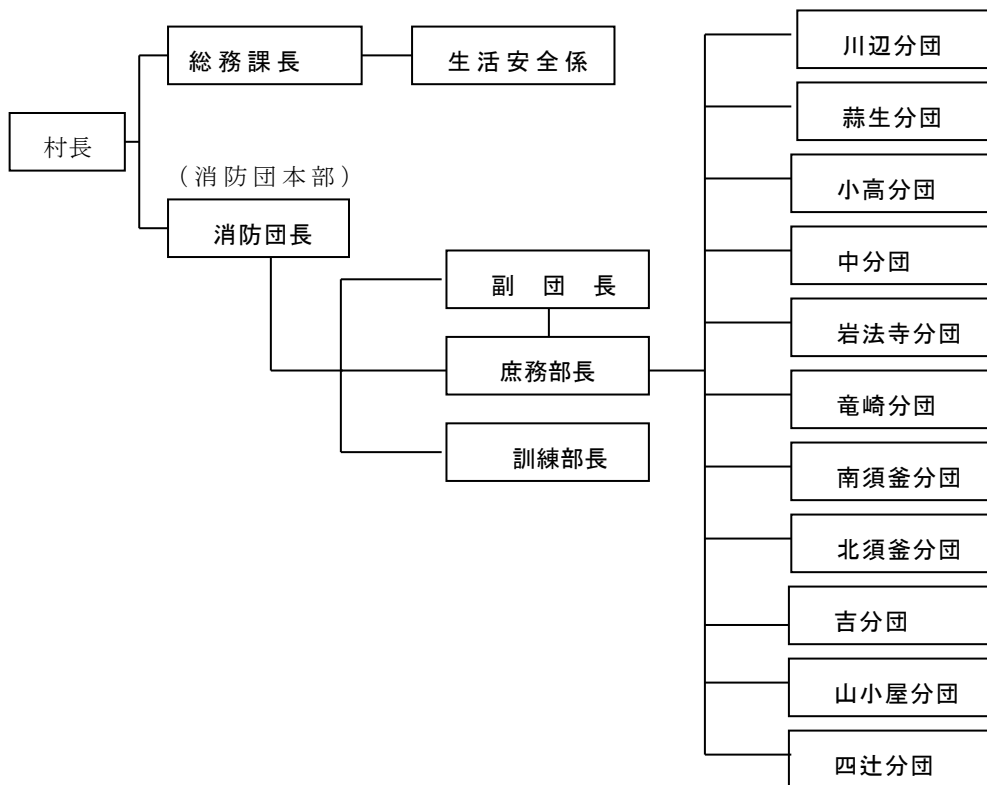 総務課長
生活安全係
村長
（消防団本部）
消防団長
副　団　長
庶務部長
訓練部長
川辺分団
蒜生分団
小高分団
中分団
岩法寺分団
竜崎分団
南須釜分団
北須釜分団
吉分団
山小屋分団
四辻分団